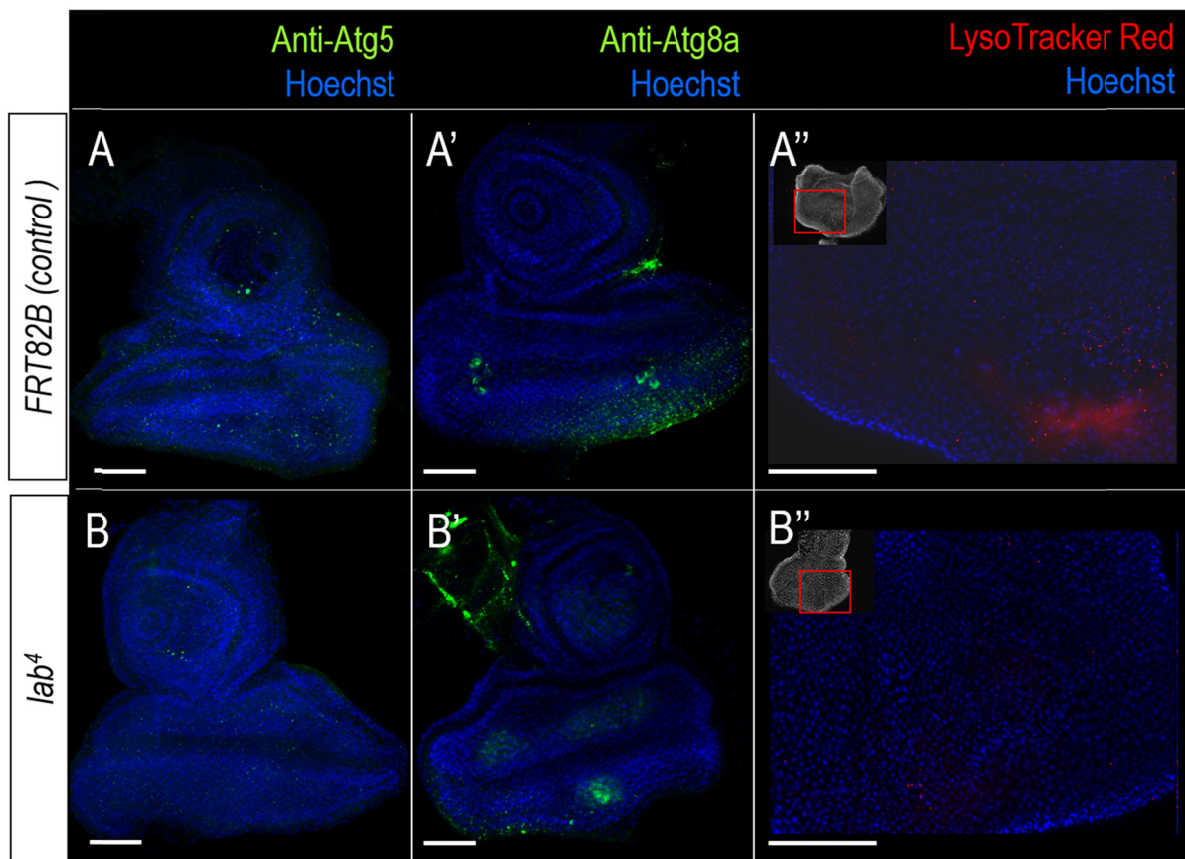 Anti-Atg5
Hoechst
Anti-Atg8a
Hoechst
LysoTracker Red
Hoechst
FRT82B (control )
A
A'
A''
lab4
B
B'
B''